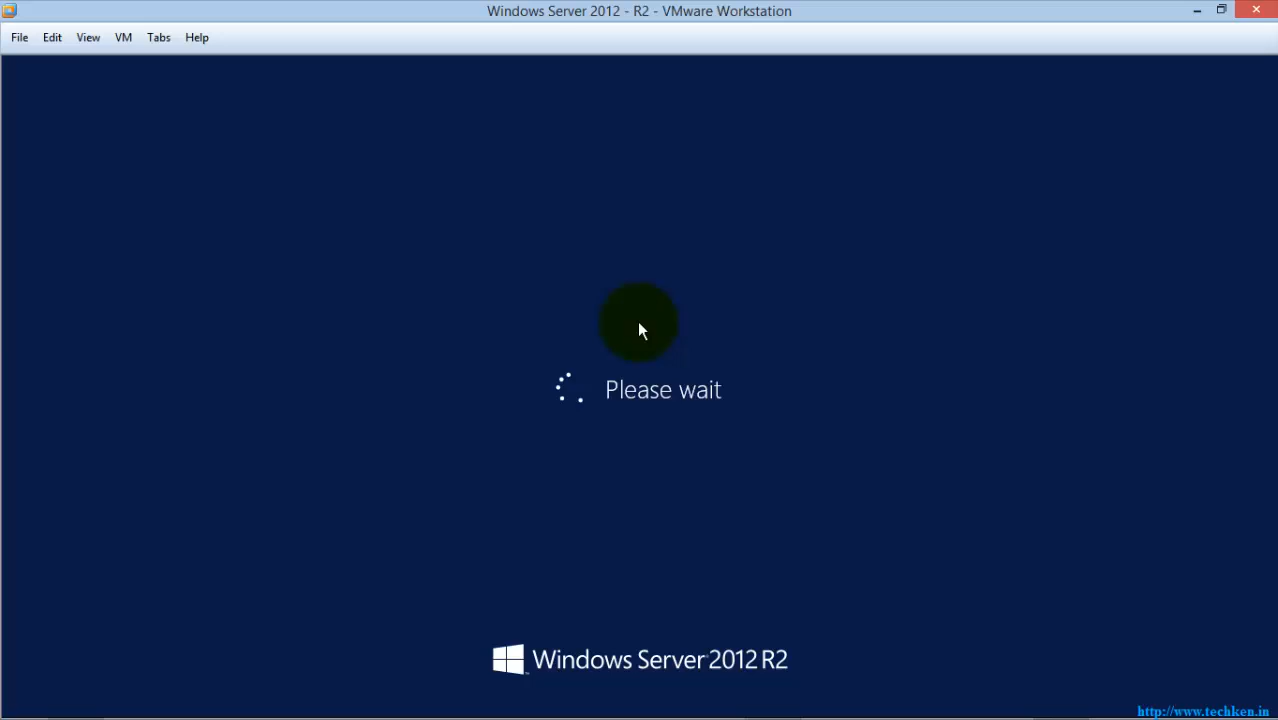 Windows Server 2012 - R2 - VMware Workstation
File Edit View VM Tabs Help
Please wait
Windows Server 2012 R2
http://www.techken.in